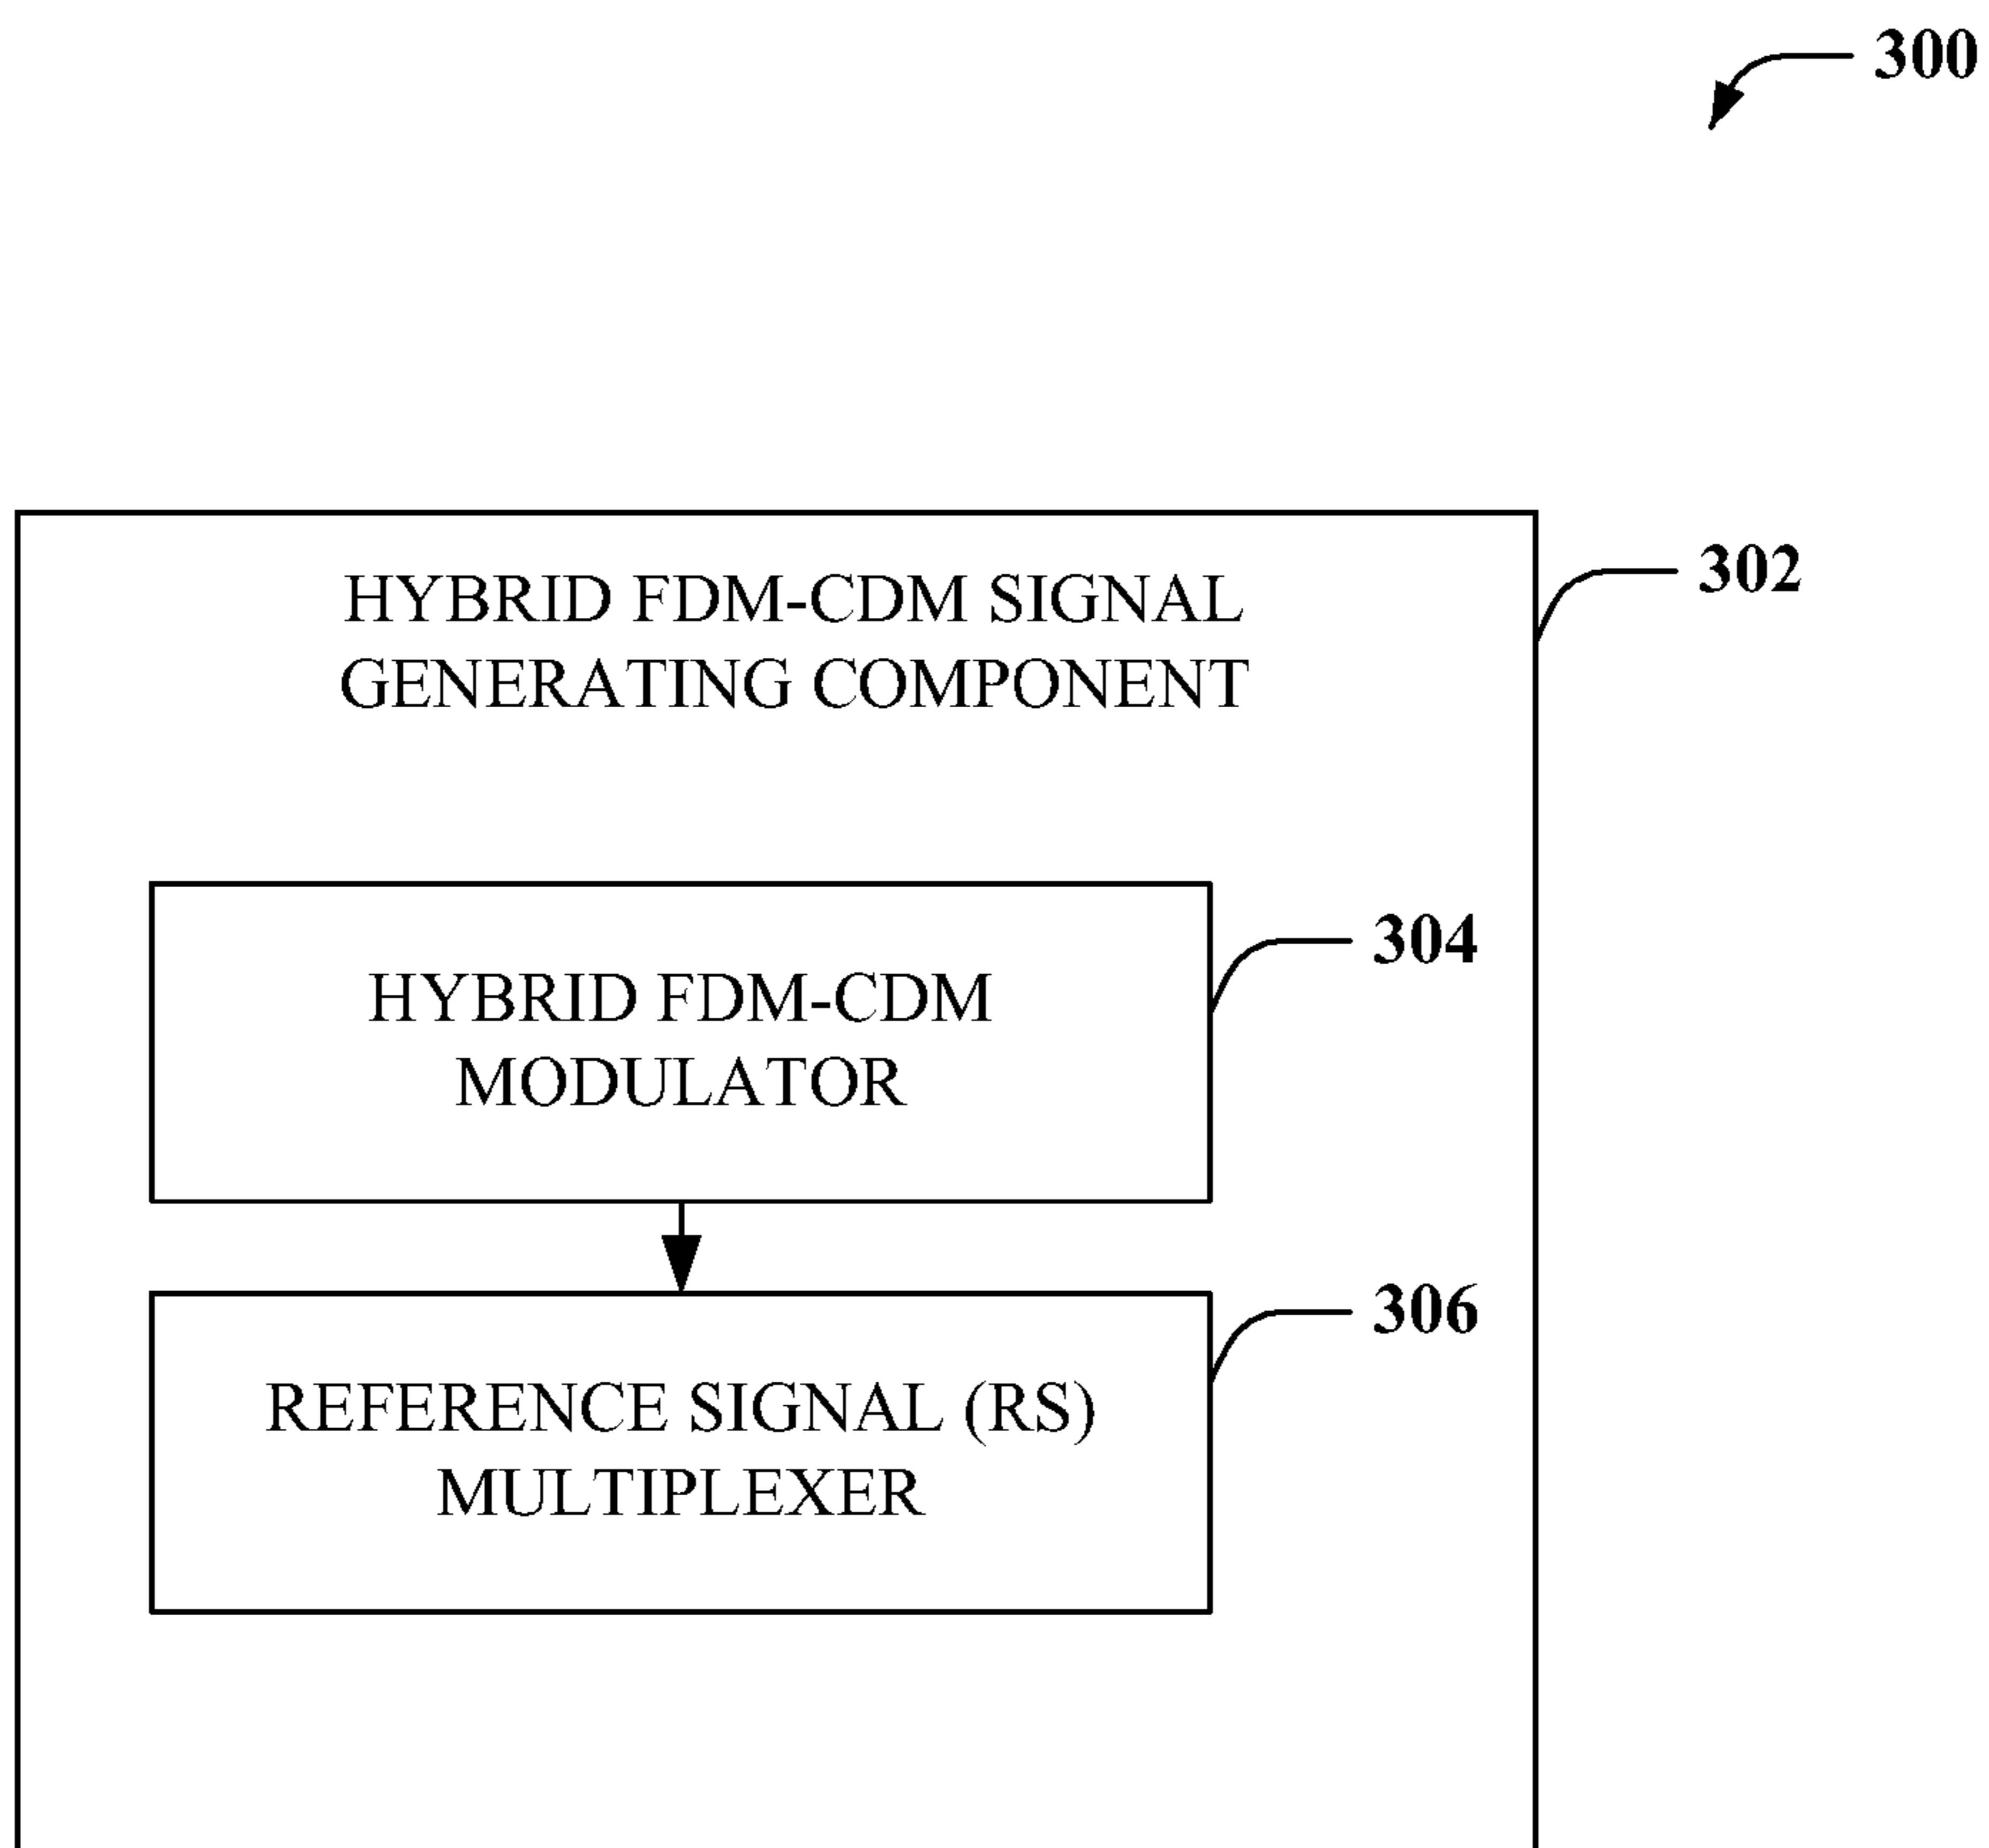 300
302
HYBRID FDM-CDM SIGNAL
GENERATING COMPONENT
304
HYBRID FDM-CDM
MODULATOR
306
REFERENCE SIGNAL (RS)
MULTIPLEXER